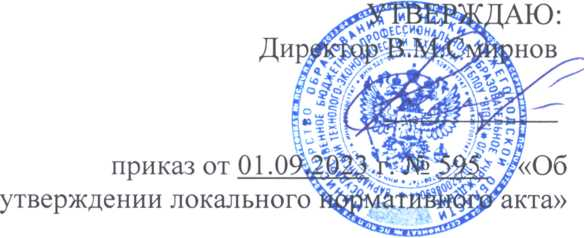 УТВЕРЖДАЮ:
Директор В.М.Смирнов
приказ от 01.09.2023 г. № 595 «Об
утверждении локального нормативного акта»